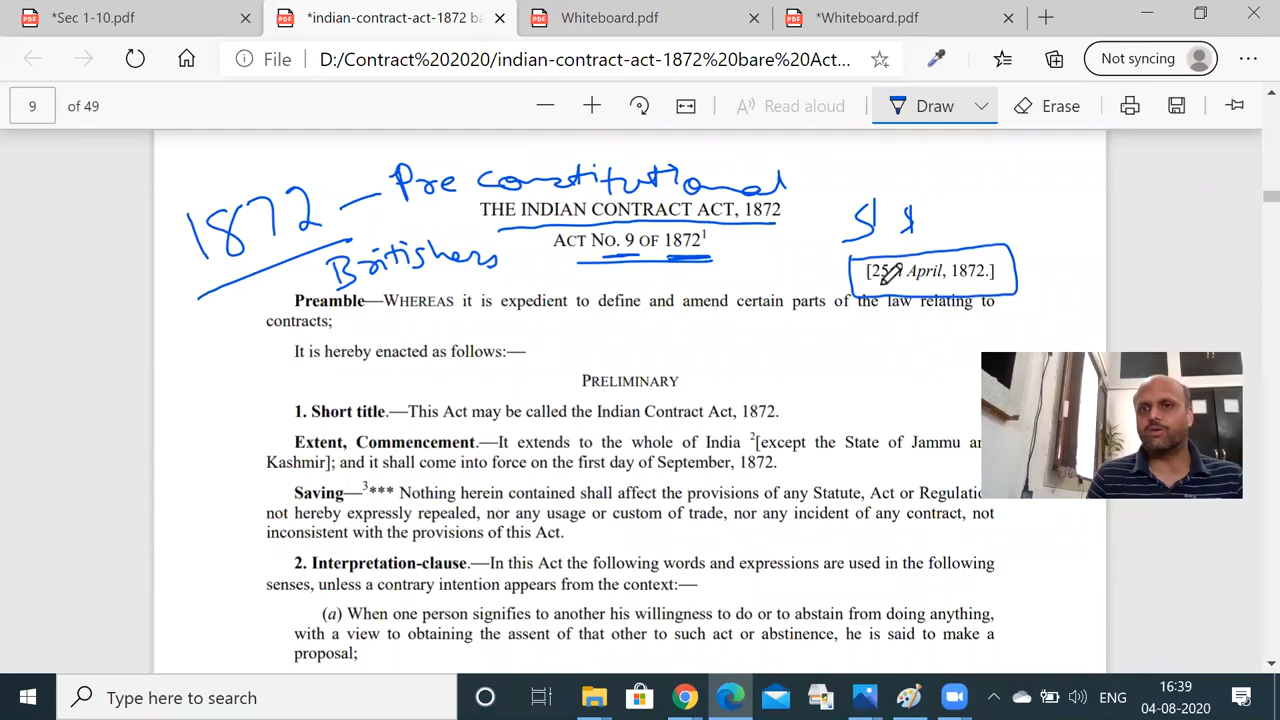 *Sec 1-10.pdf
*indian-contract-act-1872 ba
Whiteboard.pdf
*Whiteboard.pdf
File
D:/Contract%202020/indian-contract-act-1872%20bare%20Act...
Not syncing
9 of 49
Read aloud
Draw
Erase
1872 — Pre constitutional
THE INDIAN CONTRACT ACT, 1872
ACT NO. 9 OF 1872¹
Britishers
April, 1872.]
Preamble—WHEREAS it is expedient to define and amend certain parts of the law relating to
contracts;
It is hereby enacted as follows:—
PRELIMINARY
1. Short title.—This Act may be called the Indian Contract Act, 1872.
Extent, Commencement.—It extends to the whole of India ²[except the State of Jammu an
Kashmir]; and it shall come into force on the first day of September, 1872.
Saving—³*** Nothing herein contained shall affect the provisions of any Statute, Act or Regulatio
not hereby expressly repealed, nor any usage or custom of trade, nor any incident of any contract, not
inconsistent with the provisions of this Act.
2. Interpretation-clause.—In this Act the following words and expressions are used in the following
senses, unless a contrary intention appears from the context:—
(a) When one person signifies to another his willingness to do or to abstain from doing anything,
with a view to obtaining the assent of that other to such act or abstinence, he is said to make a
proposal;
Type here to search
ENG
16:39
04-08-2020